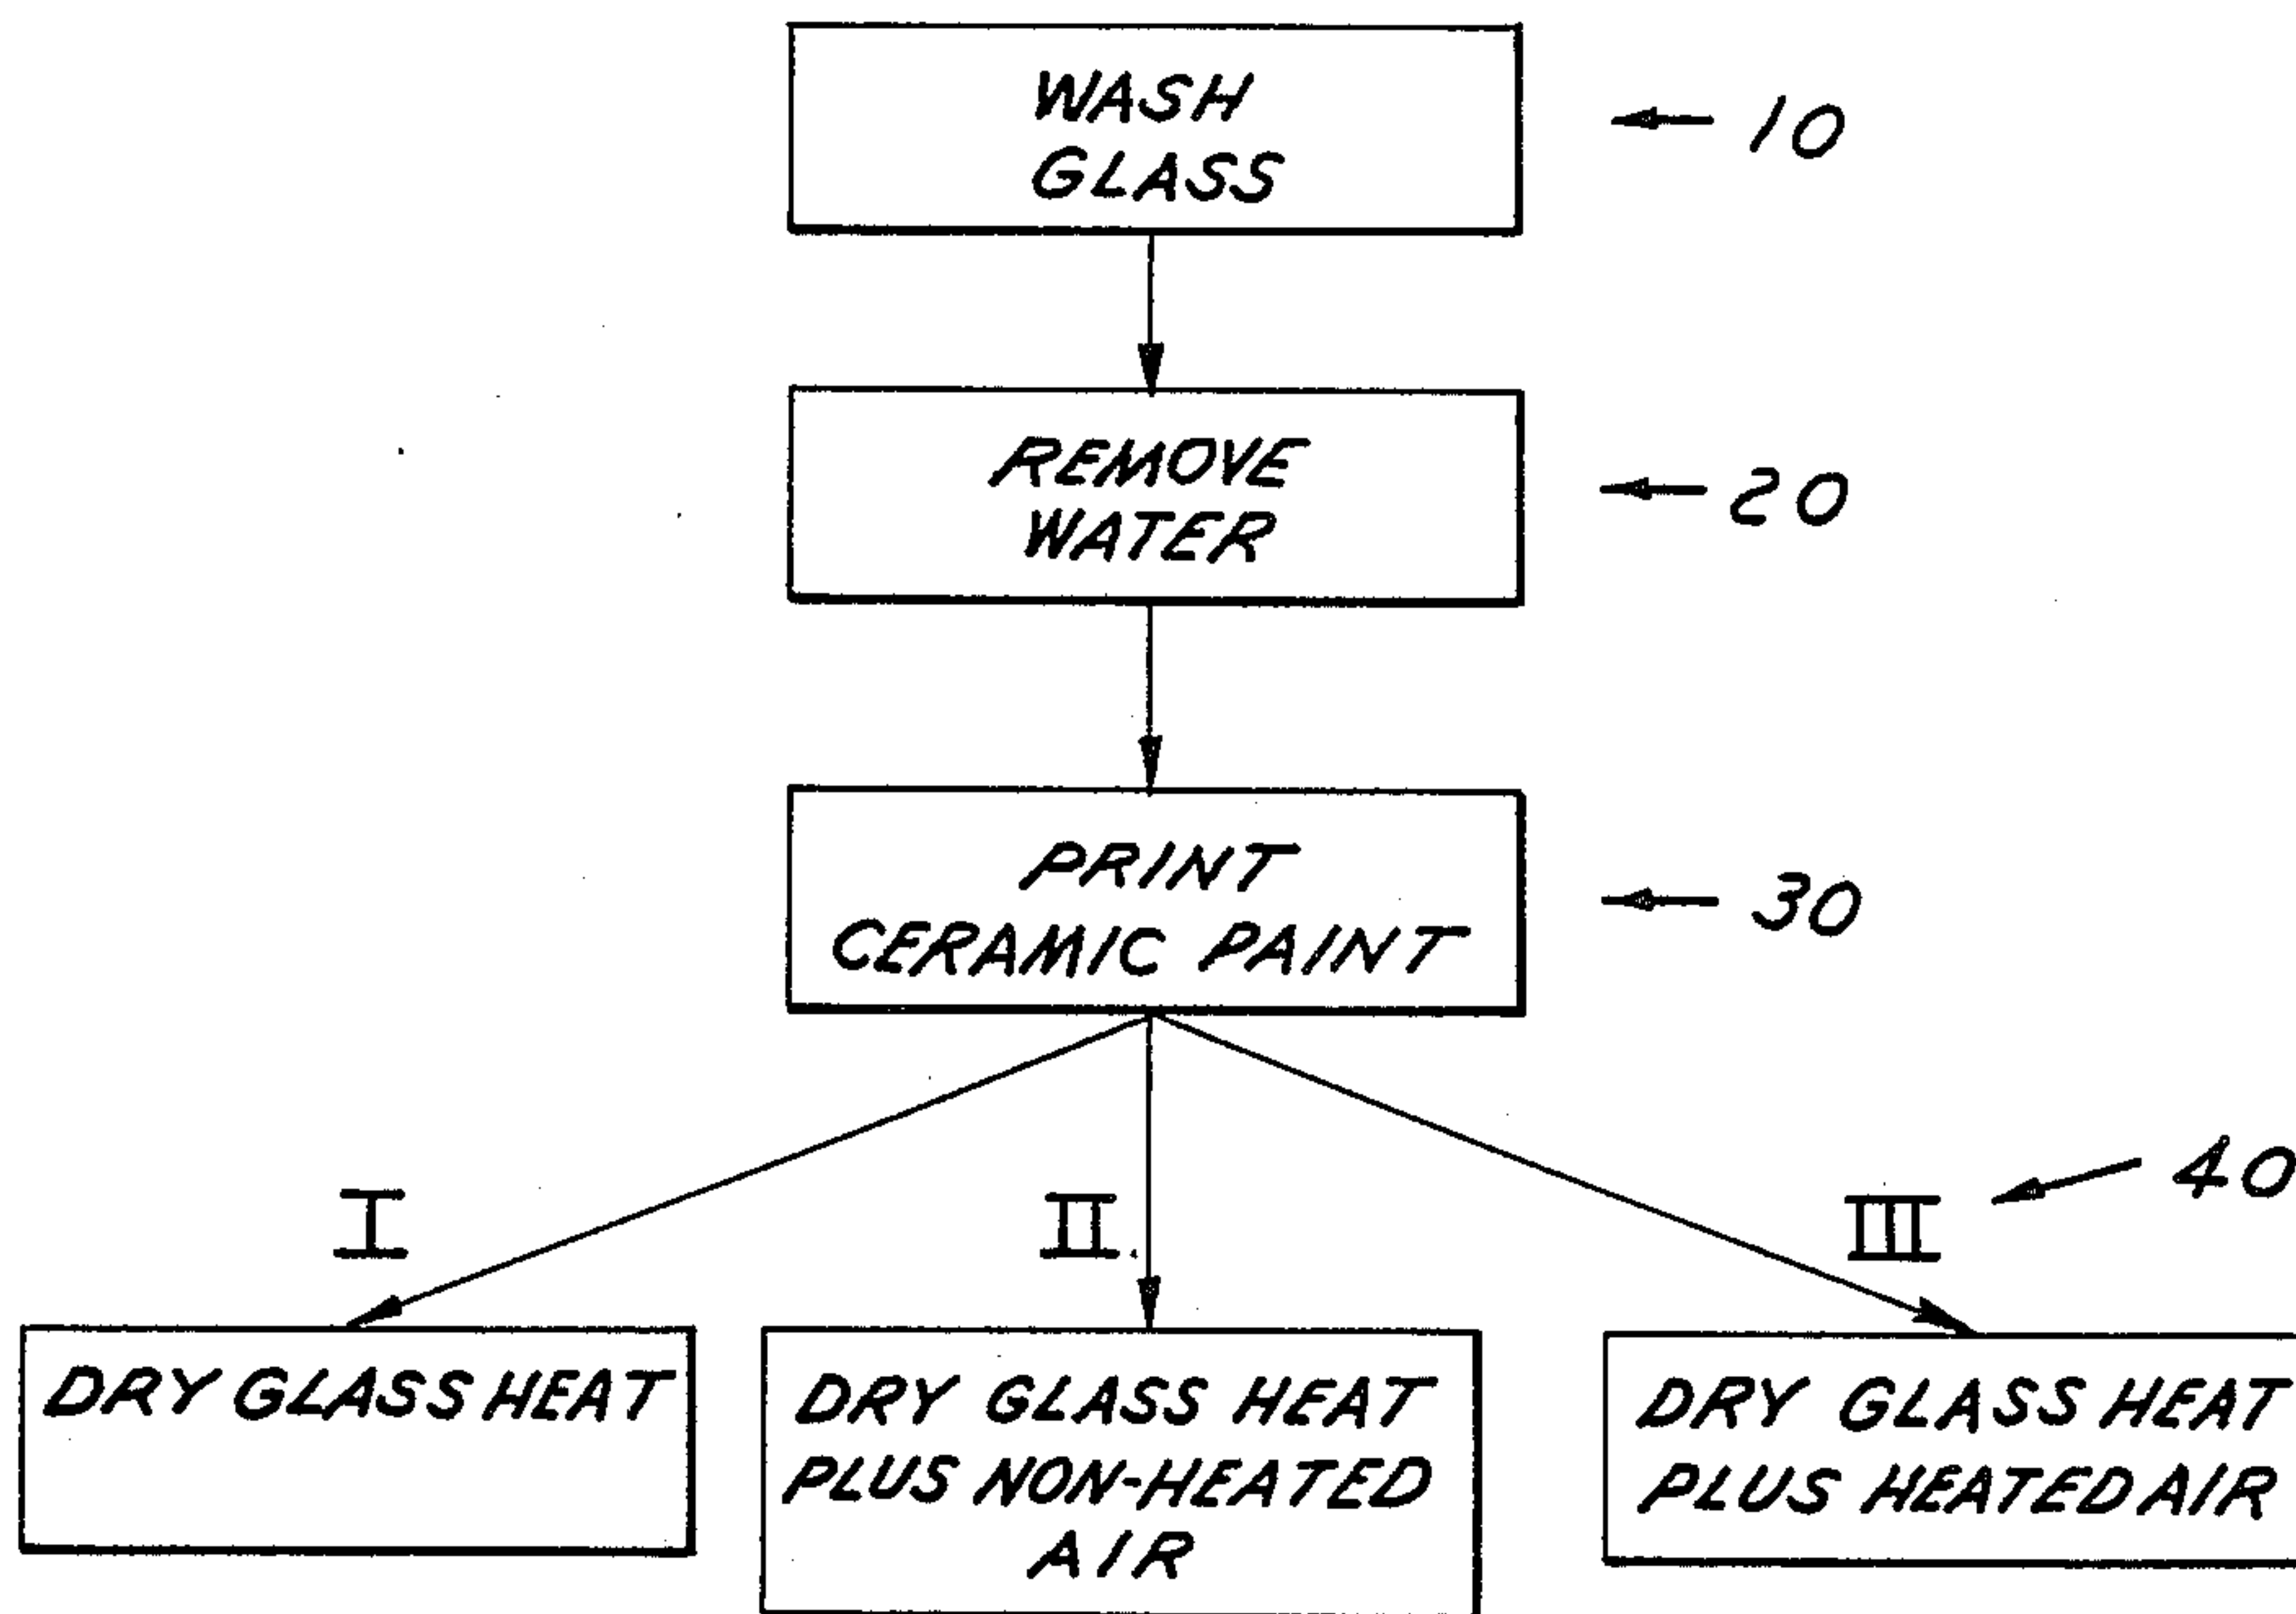 WASH
GLASS
10
REMOVE
WATER
20
PRINT
CERAMIC PAINT
30
40
I
II
III
DRY GLASS HEAT
DRY GLASS HEAT
PLUS NON-HEATED
AIR
DRY GLASS HEAT
PLUS HEATED AIR